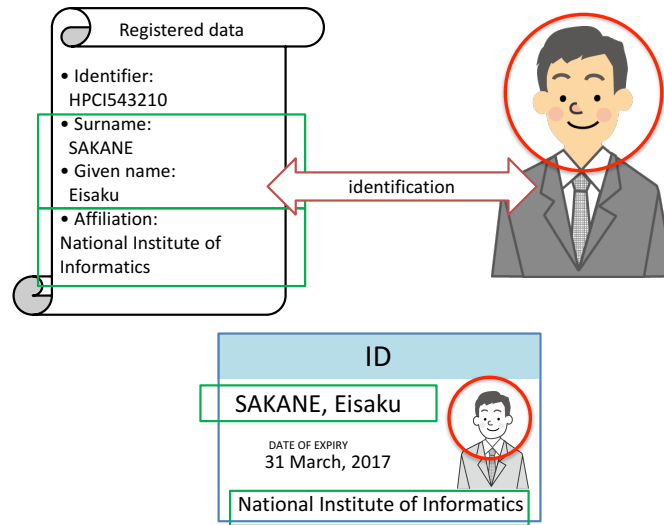 Registered data
• Identifier:
HPCI543210
• Surname:
SAKANE
• Given name:
Eisaku
• Affiliation:
National Institute of
Informatics
identification
ID
SAKANE, Eisaku
DATE OF EXPIRY
31 March, 2017
National Institute of Informatics